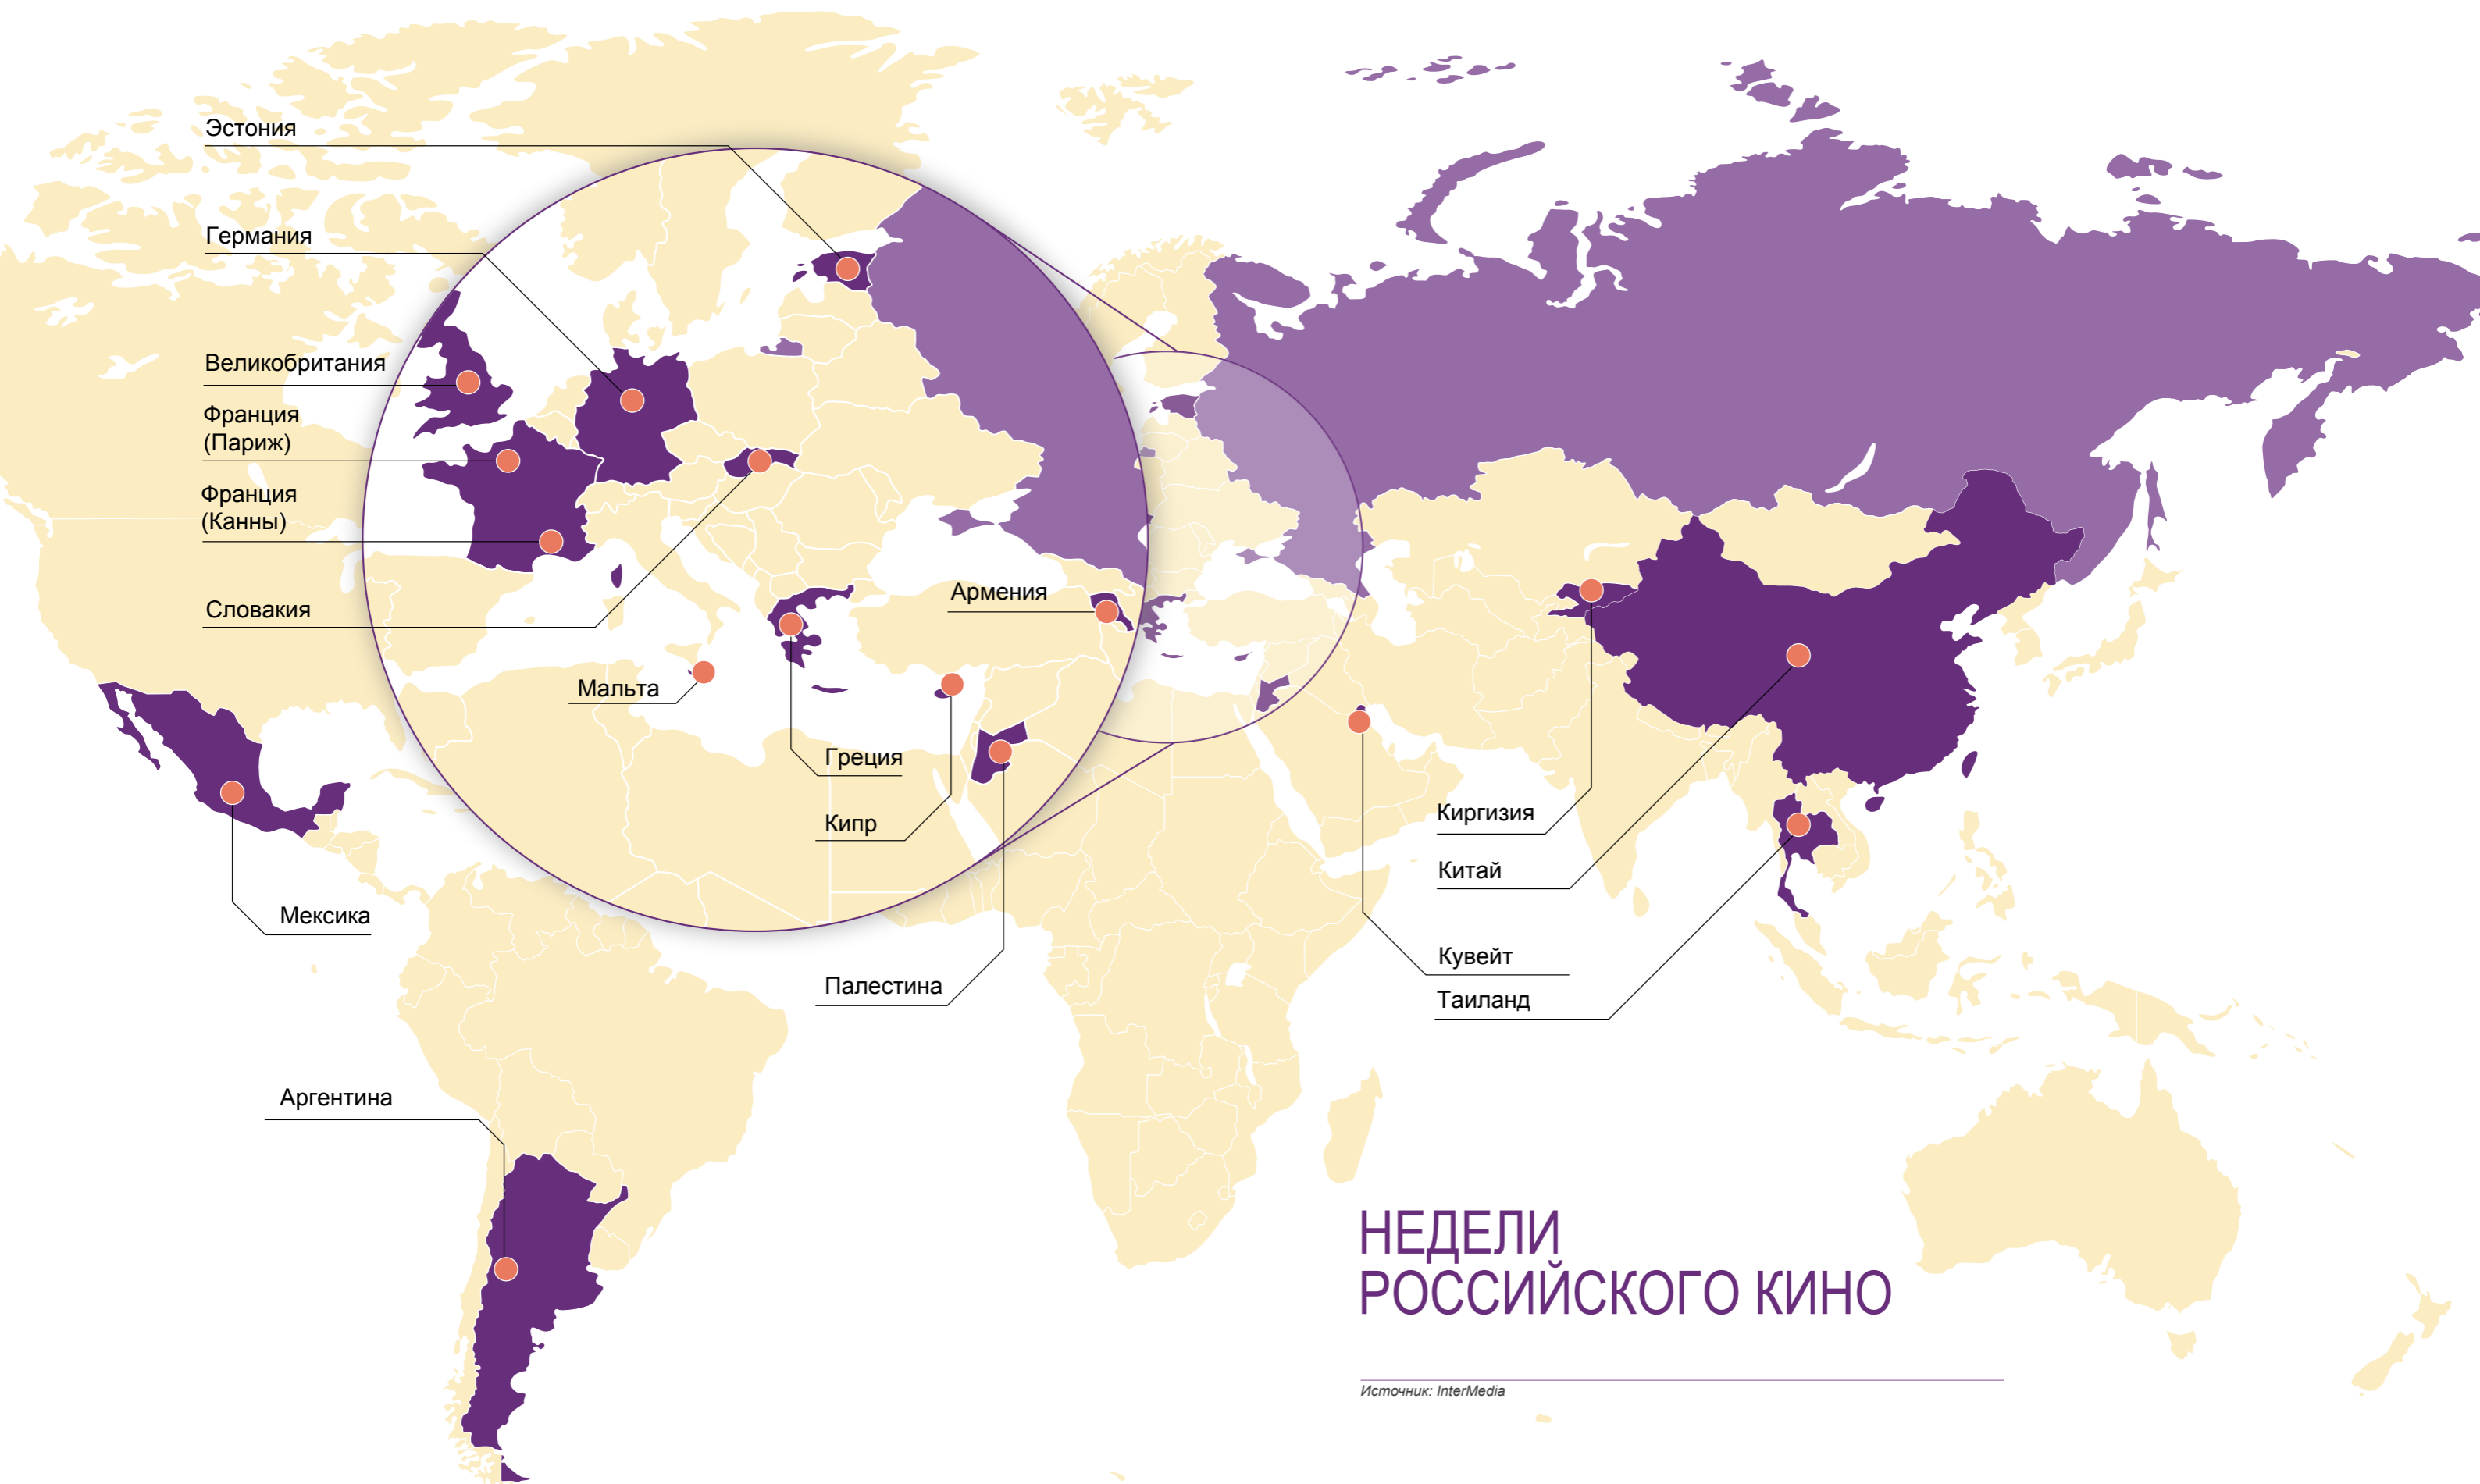 Эстония
Германия
Великобритания
Франция
(Париж)
Франция
(Канны)
Словакия
Армения
Мальта
Греция
Кипр
Киргизия
Китай
Мексика
Кувейт
Палестина
Таиланд
Аргентина
НЕДЕЛИ
РОССИЙСКОГО КИНО
Источник: InterMedia